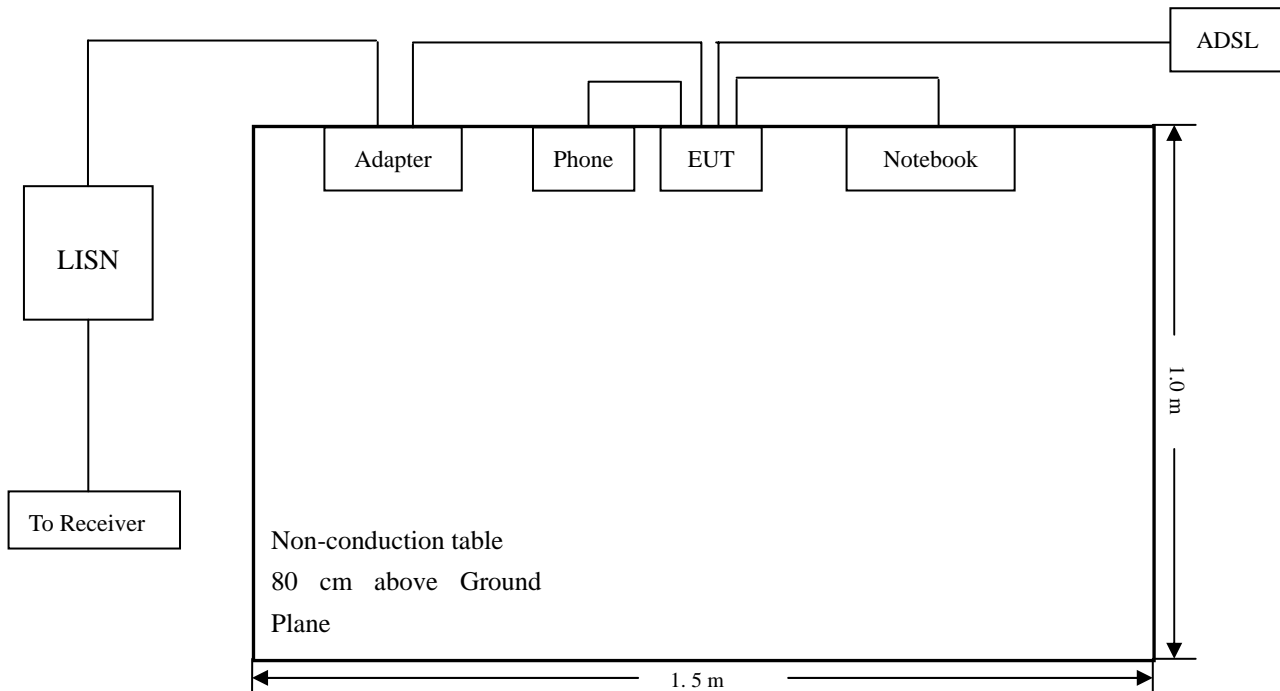 ADSL
Adapter
Phone
EUT
Notebook
LISN
1.0 m
To Receiver
Non-conduction table
80 cm above Ground
Plane
1. 5 m